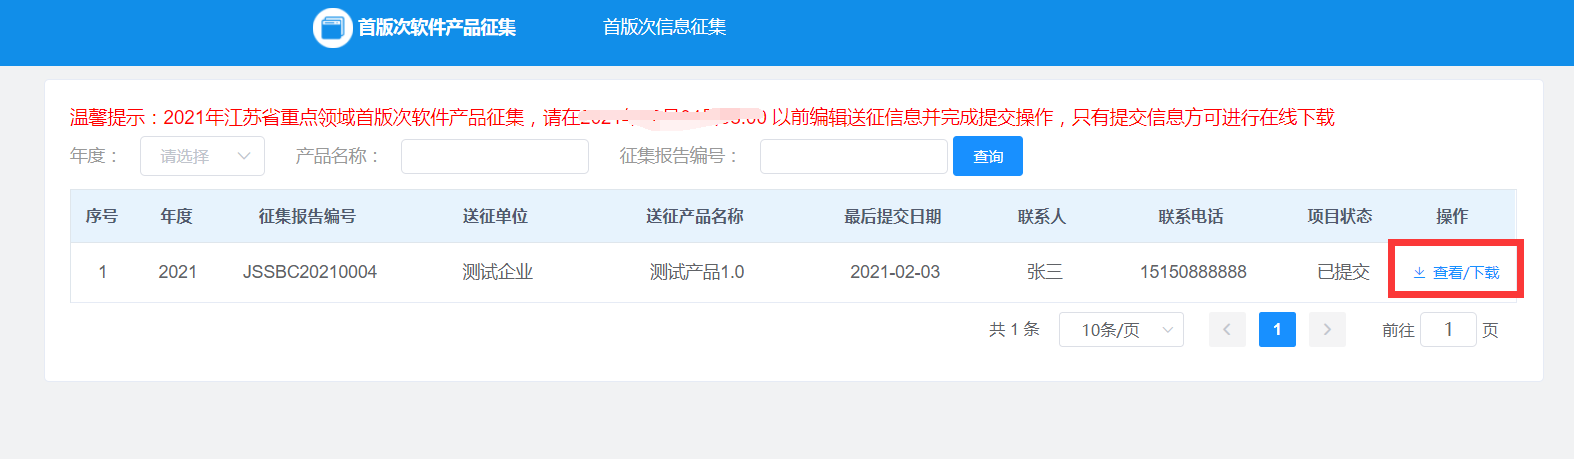 首版次软件产品征集 首版次信息征集
温馨提示：2021年江苏省重点领域首版次软件产品征集，请在 以前编辑送征信息并完成提交操作，只有提交信息方可进行在线下载
年度： 请选择 产品名称： 征集报告编号： 查询
序号 年度 征集报告编号 送征单位 送征产品名称 最后提交日期 联系人 联系电话 项目状态 操作
1 2021 JSSBC20210004 测试企业 测试产品1.0 2021-02-03 张三 15150888888 已提交 查看/下载
共 1 条 10条/页 1 前往 1 页